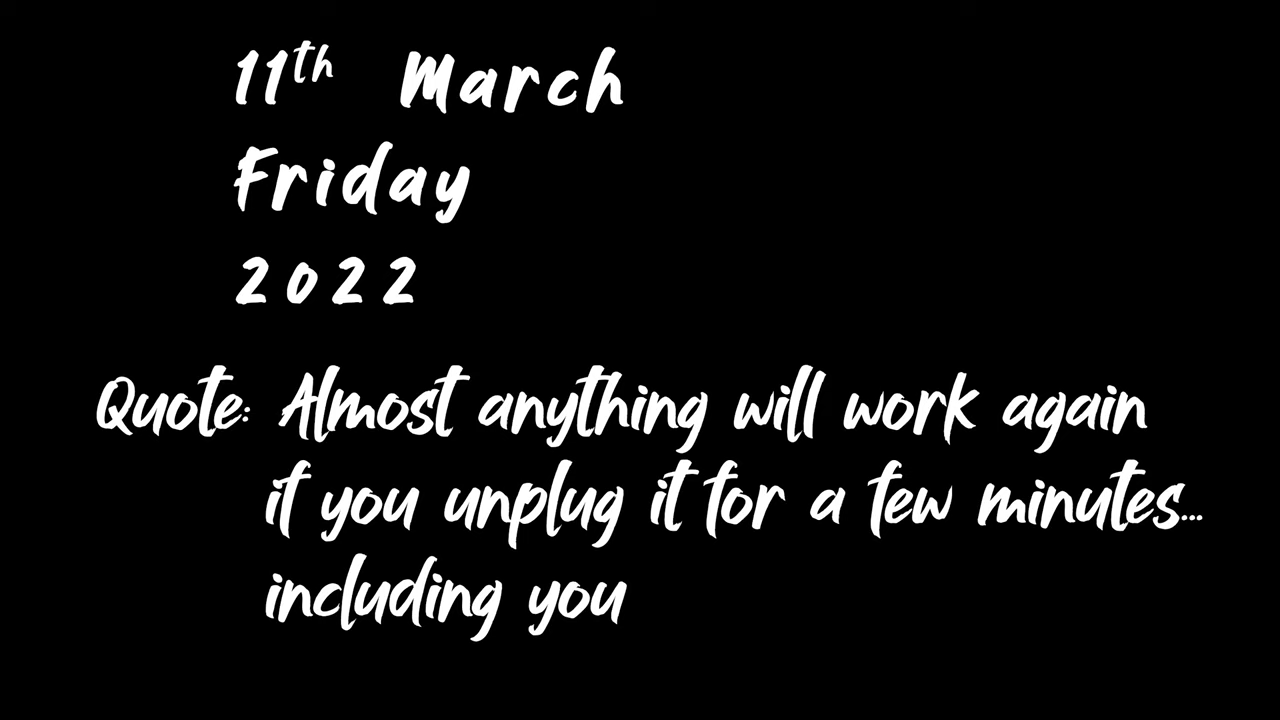 11th March
Friday
2022
Quote: Almost anything will work again
if you unplug it for a few minutes...
including you